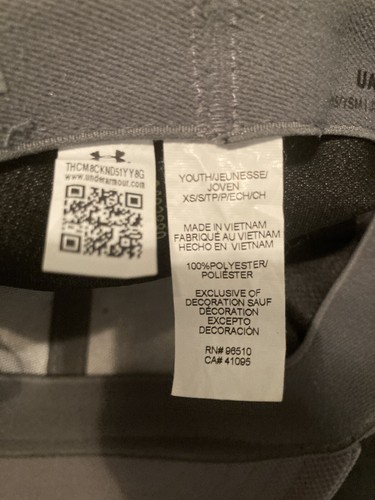 THCM8CKND51YY8G
www.underarmour.com
YOUTH/JEUNESSE/
JOVEN
XS/S/TP/P/ECH/CH
MADE IN VIETNAM
FABRIQUÉ AU VIETNAM
HECHO EN VIETNAM
100%POLYESTER/
POLIÉSTER
EXCLUSIVE OF
DECORATION SAUF
DÉCORATION
EXCEPTO
DECORACIÓN
RN# 96510
CA# 41095